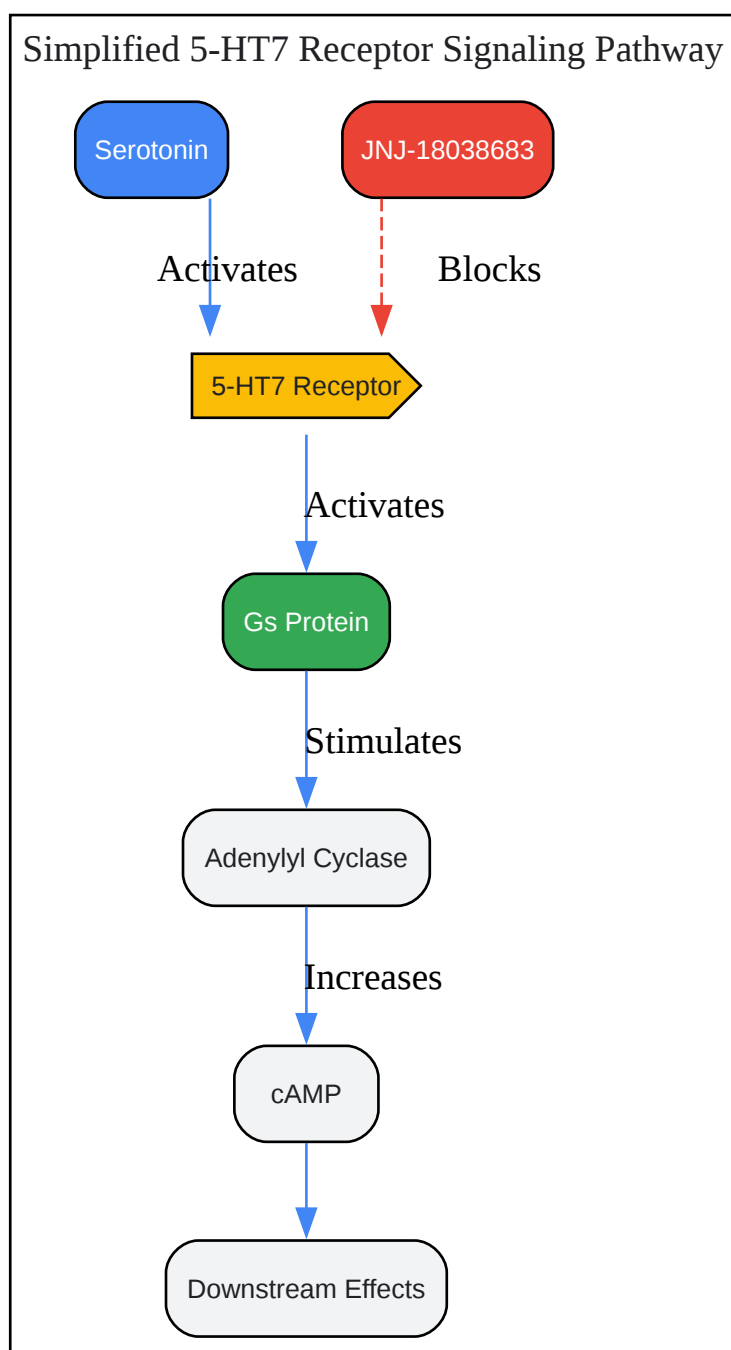 Simplified 5-HT7 Receptor Signaling Pathway
Serotonin
JNJ-18038683
Activates
Blocks
5-HT7 Receptor
Activates
Gs Protein
Stimulates
Adenylyl Cyclase
Increases
cAMP
Downstream Effects